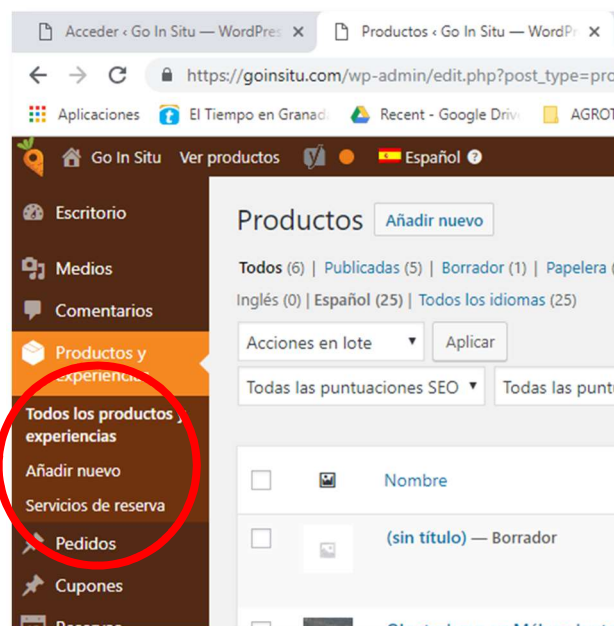 Acceder ‹ Go In Situ — WordPres
Productos ‹ Go In Situ — WordPr
https://goinsitu.com/wp-admin/edit.php?post_type=pro
Aplicaciones
El Tiempo en Granad
Recent - Google Driv
AGROT
Go In Situ
Ver productos
Español
Escritorio
Medios
Comentarios
Productos y
experiencias
Todos los productos y
experiencias
Añadir nuevo
Servicios de reserva
Pedidos
Cupones
Reservas
Productos
Añadir nuevo
Todos (6) | Publicadas (5) | Borrador (1) | Papelera (
Inglés (0) | Español (25) | Todos los idiomas (25)
Acciones en lote
Aplicar
Todas las puntuaciones SEO
Todas las punt
Nombre
(sin título) — Borrador